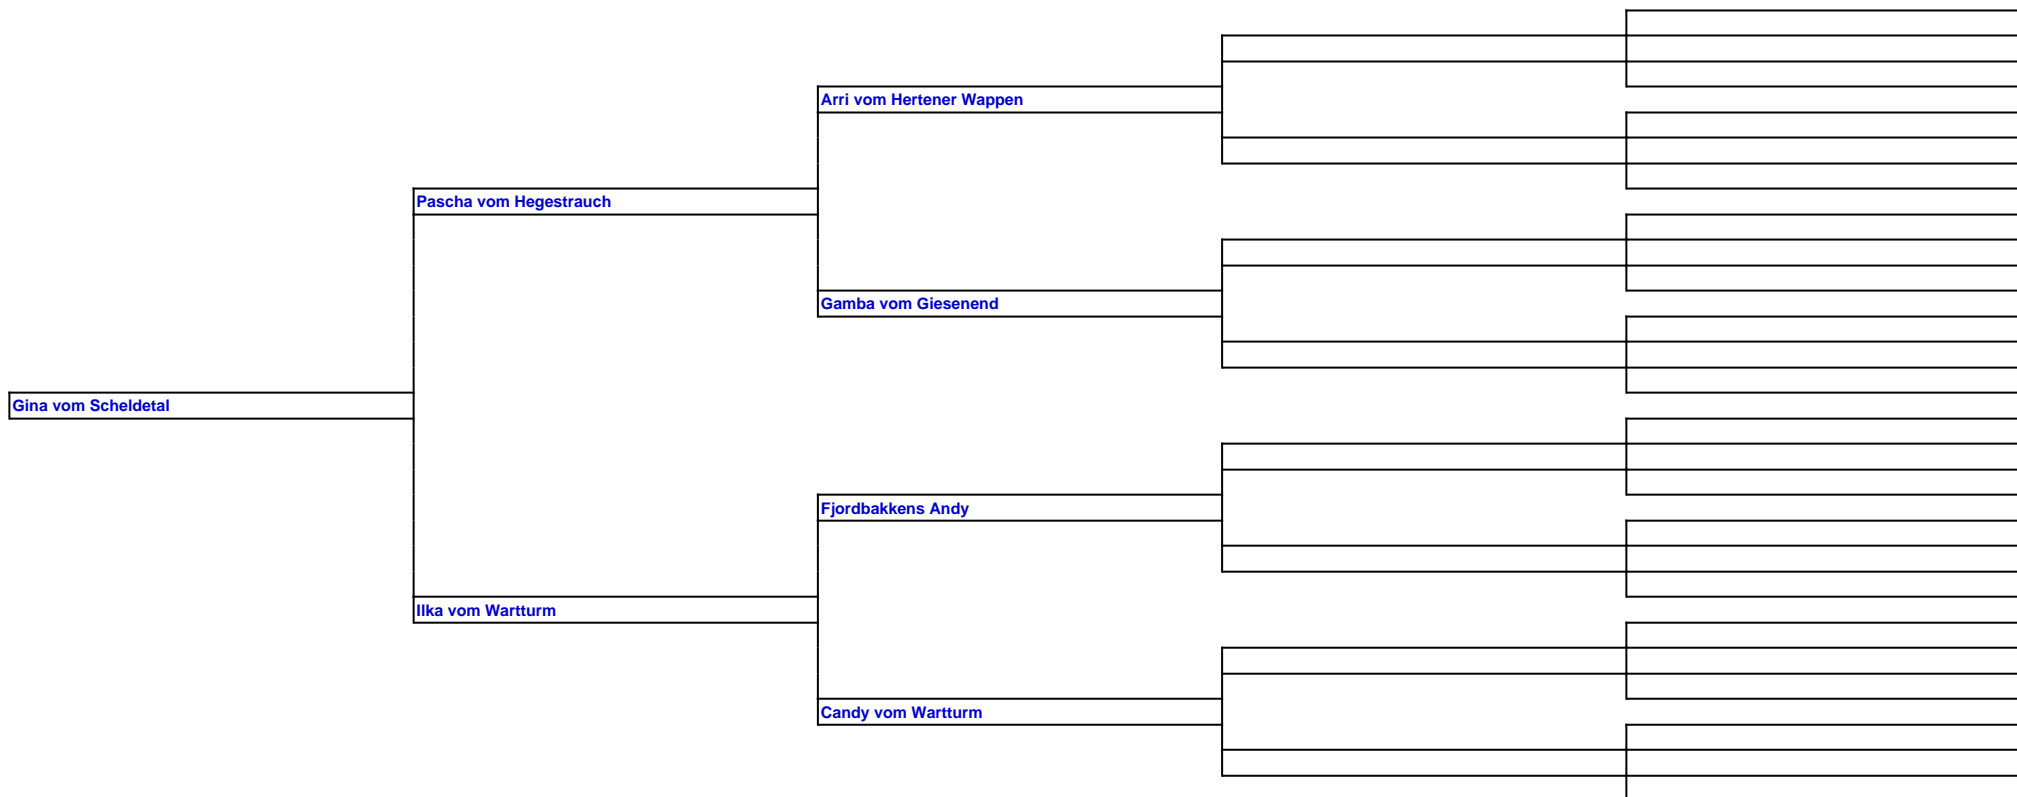 Arri vom Hertener Wappen
Pascha vom Hegestrauch
Gamba vom Giesenend
Gina vom Scheldetal
Fjordbakkens Andy
Ilka vom Wartturm
Candy vom Wartturm